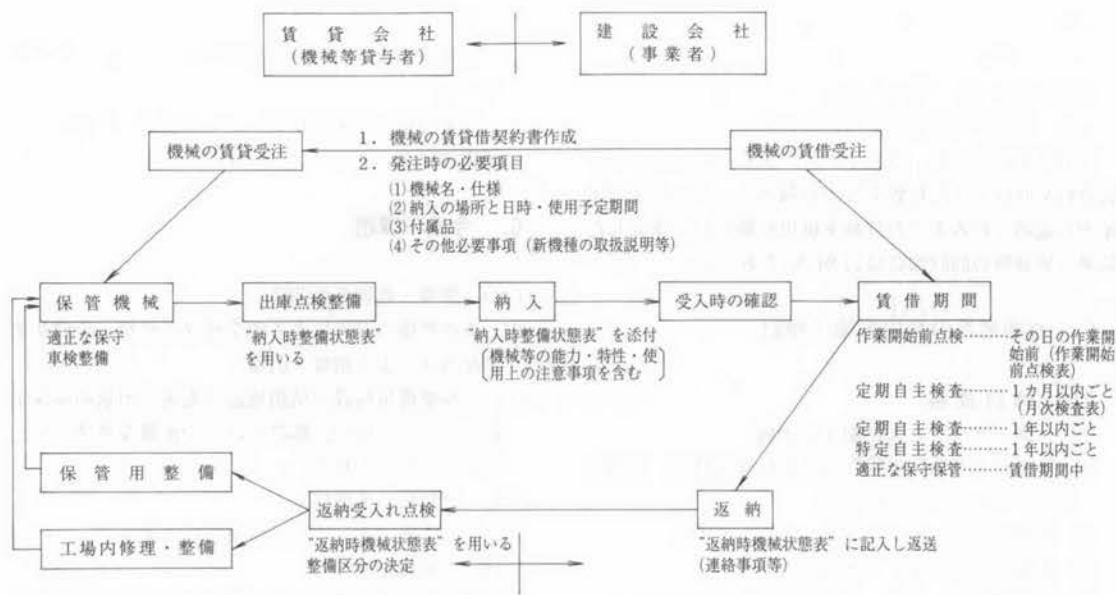 賃貸会社
(機械等貸与者)
建設会社
(事業者)
機械の賃貸受注
1. 機械の賃貸借契約書作成
2. 発注時の必要項目
(1)機械名・仕様
(2)納入の場所と日時・使用予定期間
(3)付属品
(4)その他必要事項(新機種の取扱説明等)
機械の賃借受注
保管機械
適正な保守
車検整備
出庫点検整備
"納入時整備状態表"
を用いる
納入
"納入時整備状態表"を添付
機械等の能力・特性・使
用上の注意事項を含む
受入時の確認
賃借期間
作業開始前点検……その日の作業開
始前(作業開始
前点検表)
定期自主検査………1ヵ月以内ごと
(月次検査表)
定期自主検査………1年以内ごと
特定自主検査………1年以内ごと
適正な保守保管……賃借期間中
保管用整備
工場内修理・整備
返納受入れ点検
"返納時機械状態表"を用いる
整備区分の決定
返納
"返納時機械状態表"に記入し返送
(連絡事項等)